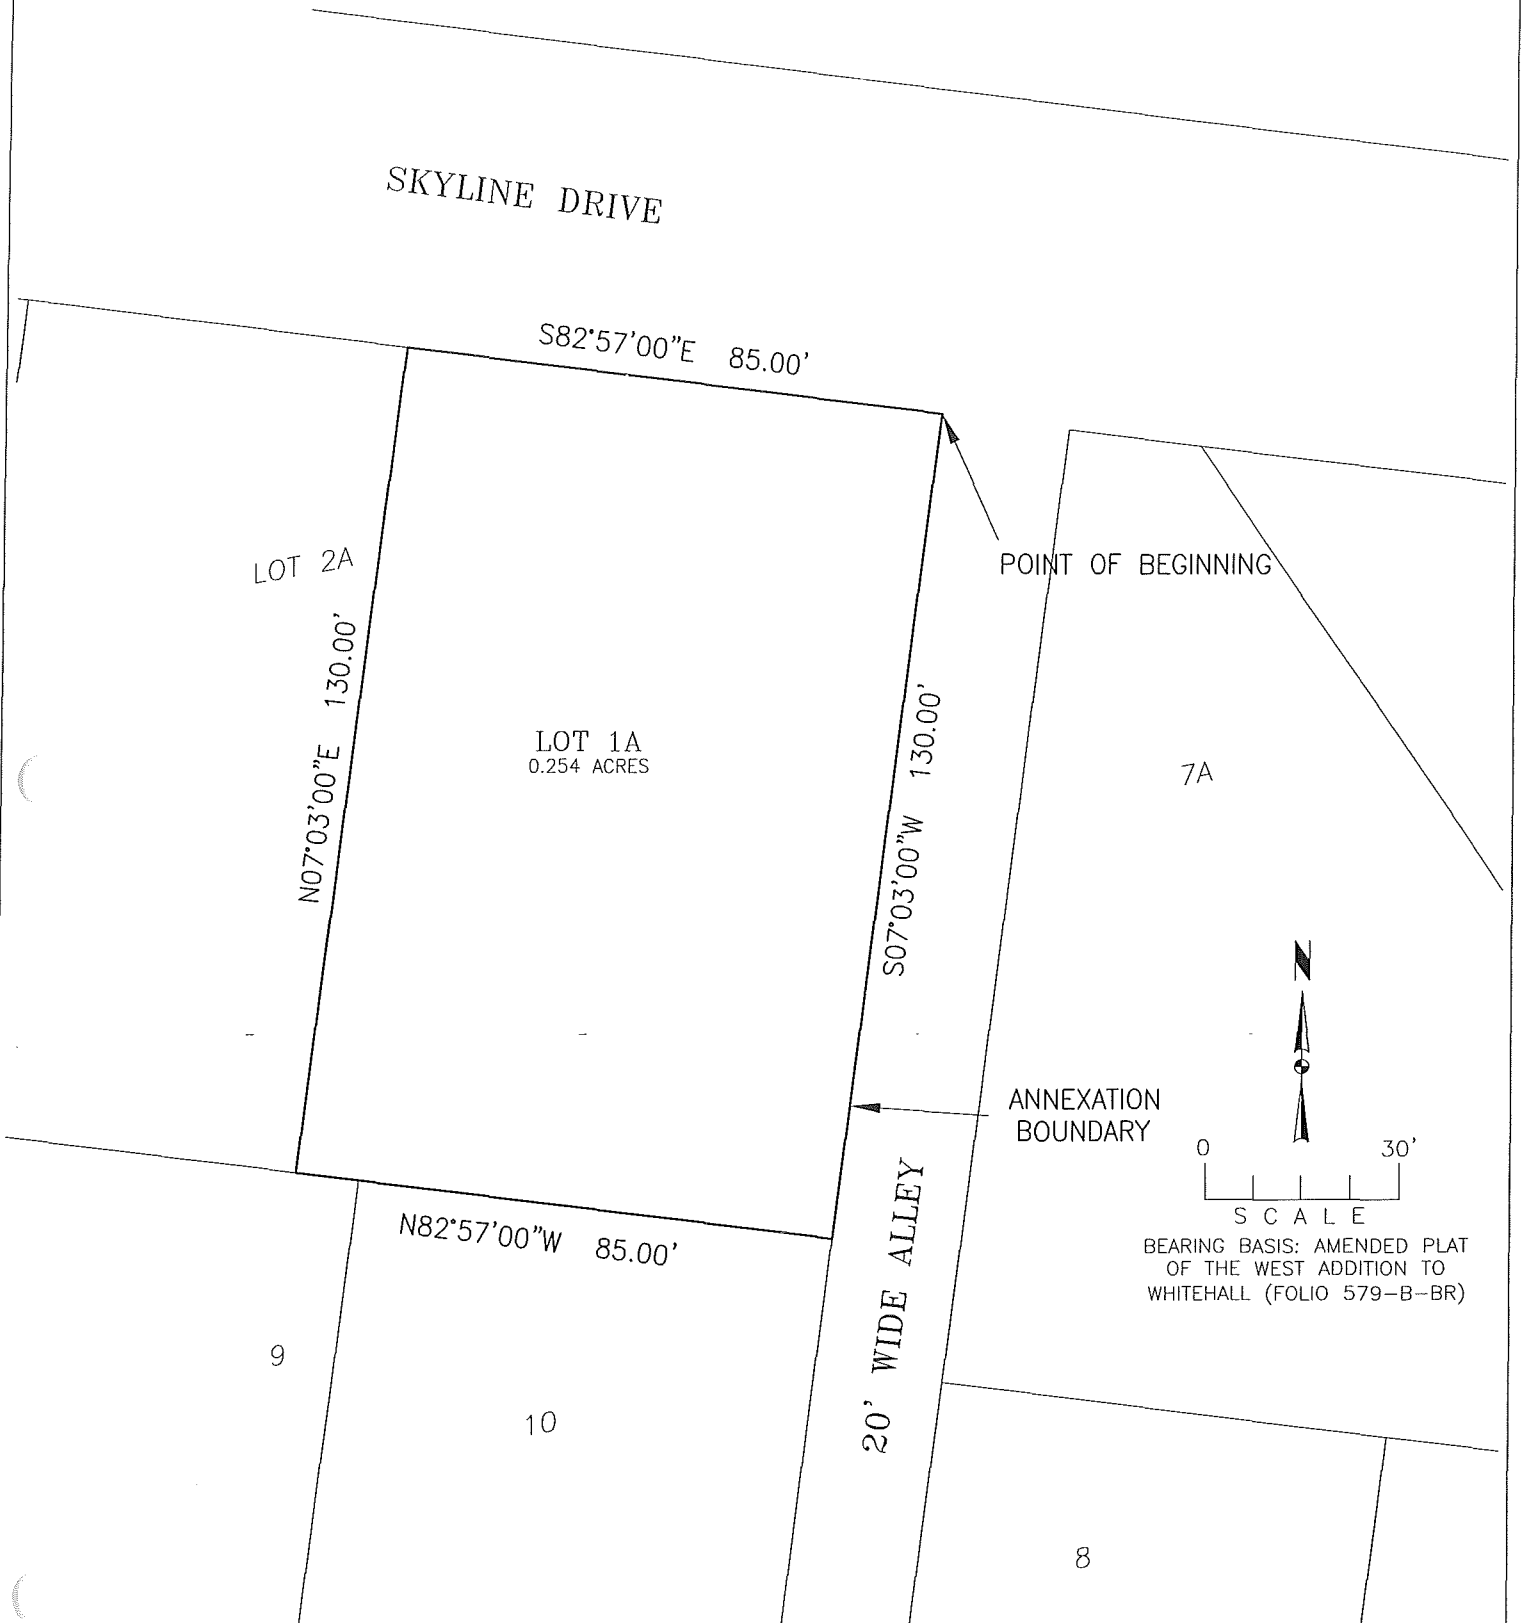 SKYLINE DRIVE
S82°57'00"E 85.00'
POINT OF BEGINNING
LOT 2A
N07°03'00"E 130.00'
LOT 1A
0.254 ACRES
S07°03'00"W 130.00'
7A
N
ANNEXATION
BOUNDARY
0 30'
SCALE
BEARING BASIS: AMENDED PLAT
OF THE WEST ADDITION TO
WHITEHALL (FOLIO 579-B-BR)
N82°57'00"W 85.00'
20' WIDE ALLEY
9
10
8